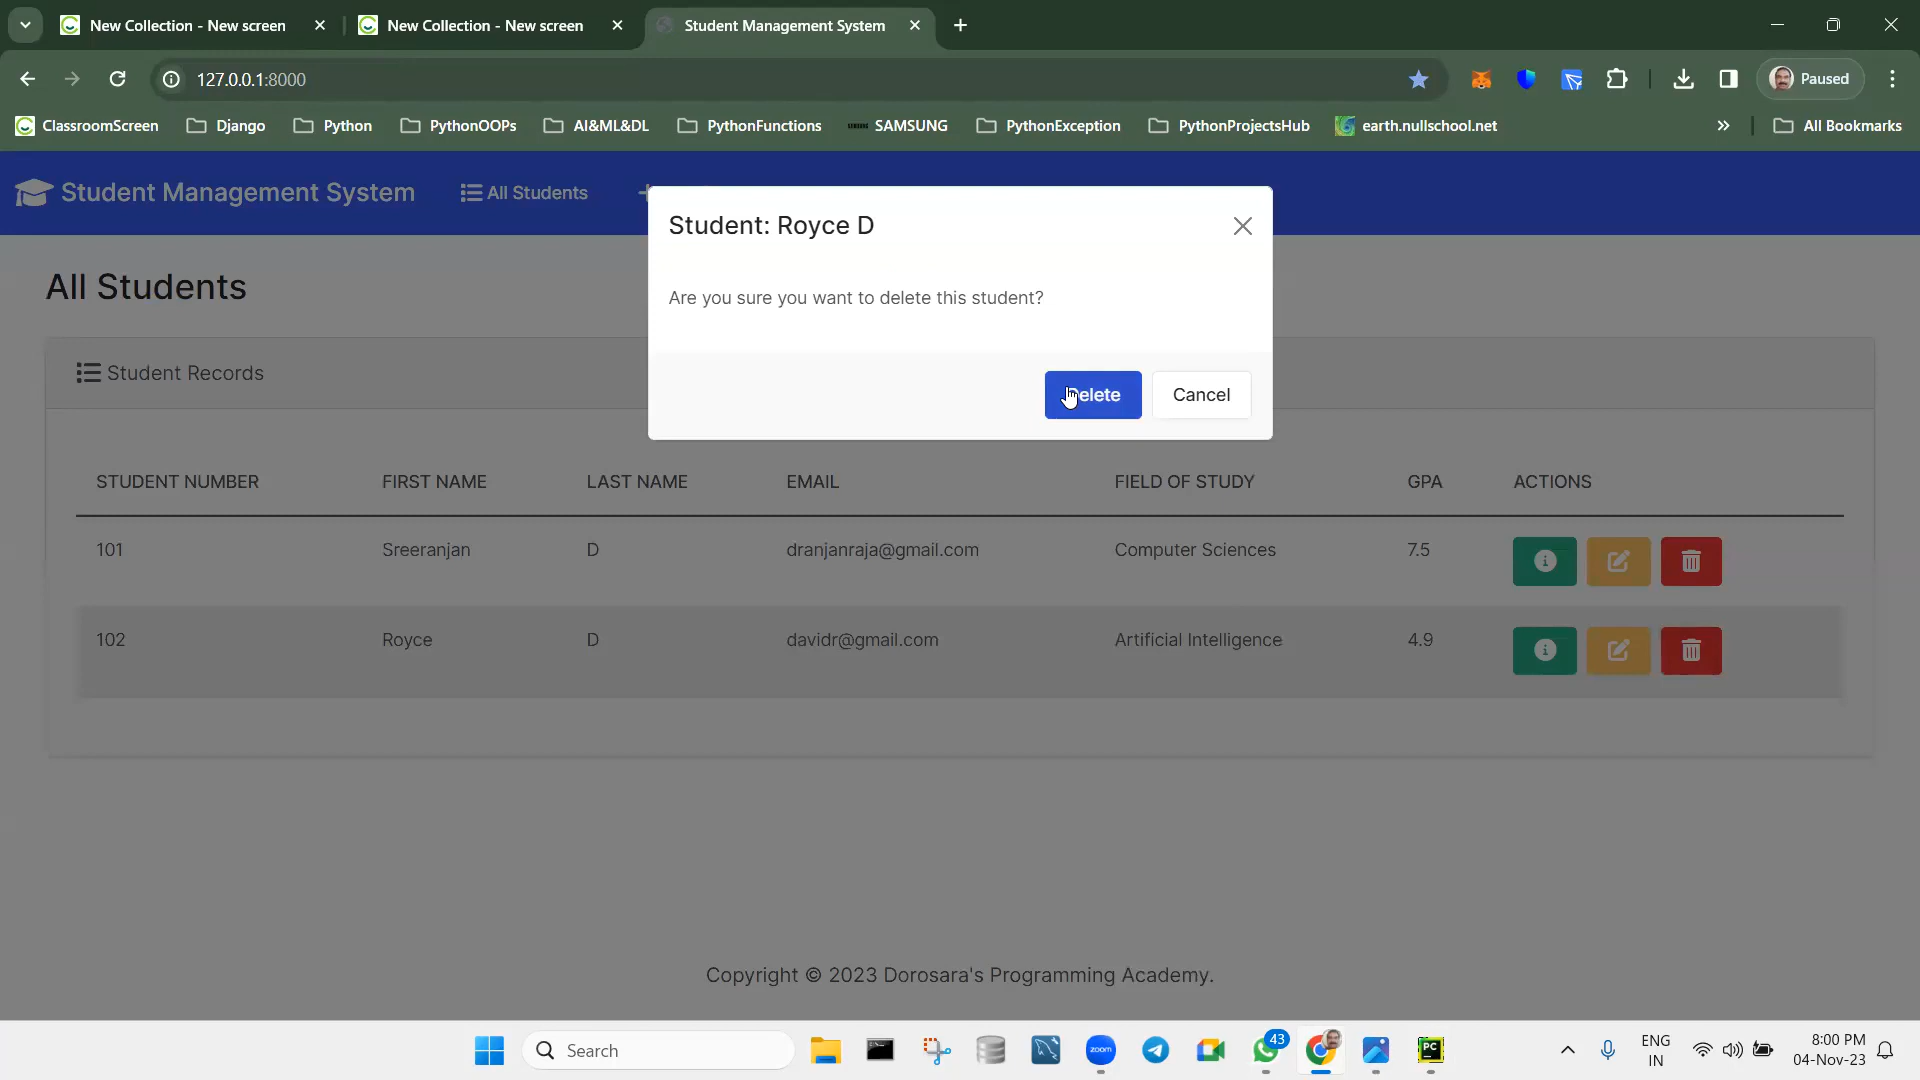 New Collection - New screen
New Collection - New screen
Student Management System
127.0.0.1:8000
Paused
ClassroomScreen
Django
Python
PythonOOPs
AI&ML&DL
PythonFunctions
SAMSUNG
PythonException
PythonProjectsHub
earth.nullschool.net
All Bookmarks
Student Management System
All Students
Student: Royce D
Are you sure you want to delete this student?
Delete
Cancel
All Students
Student Records
STUDENT NUMBER FIRST NAME LAST NAME EMAIL FIELD OF STUDY GPA ACTIONS
101 Sreeranjan D dranjanraja@gmail.com Computer Sciences 7.5
102 Royce D davidr@gmail.com Artificial Intelligence 4.9
Copyright © 2023 Dorosara's Programming Academy.
Search
zoom
43
PC
ENG
IN
8:00 PM
04-Nov-23